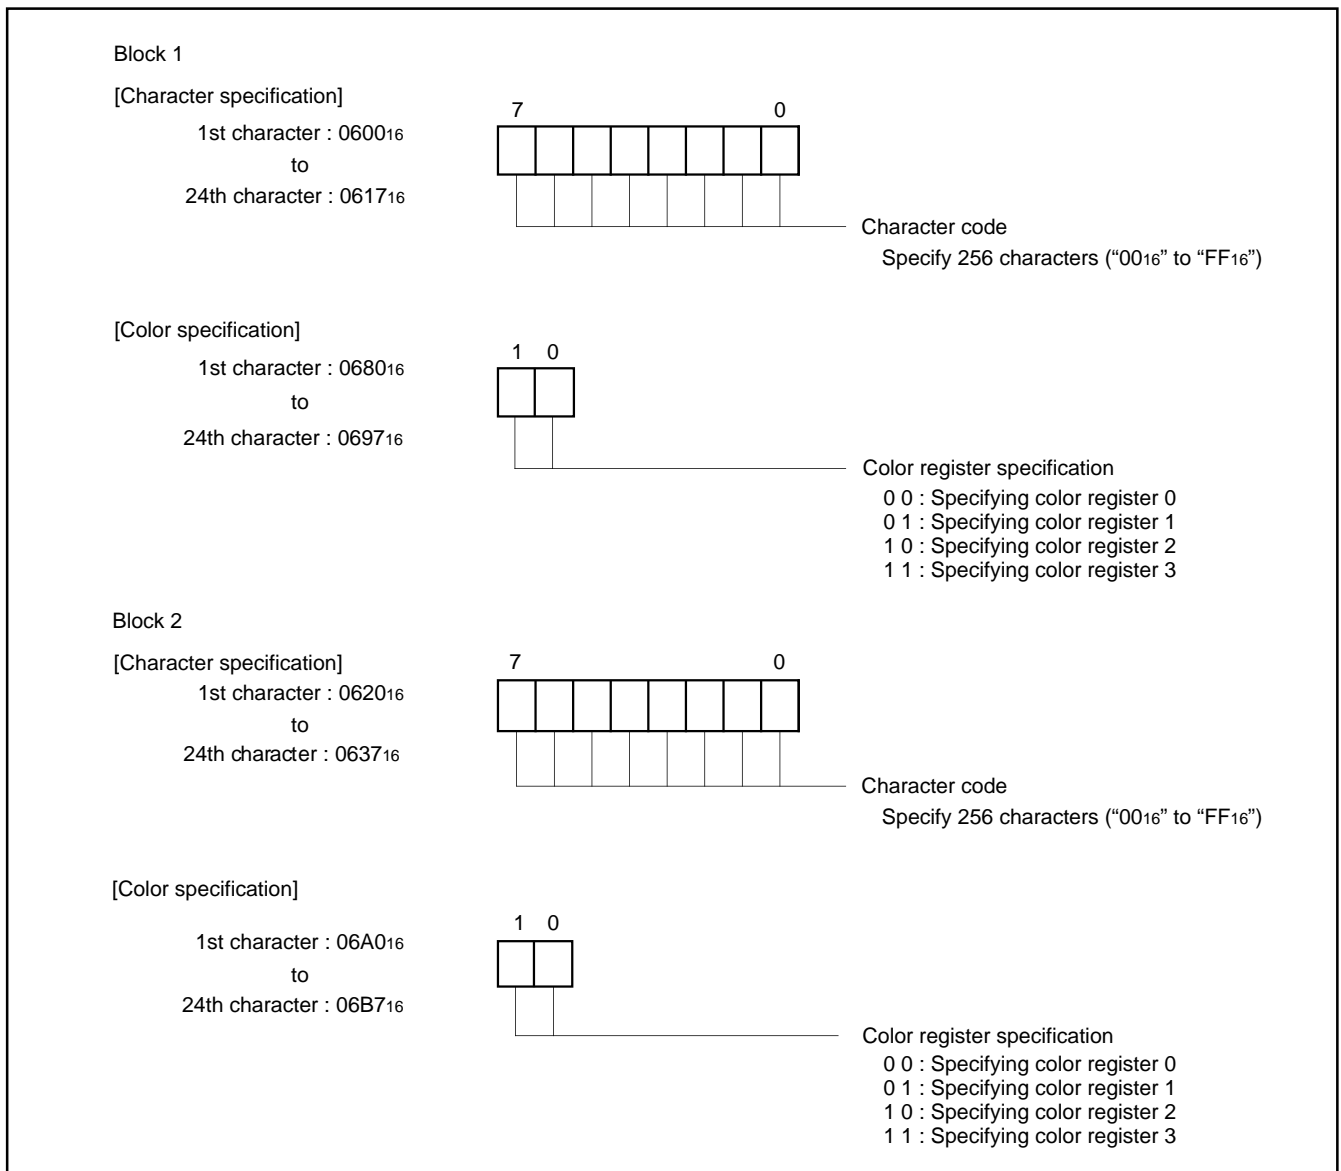 Block 1
[Character specification]
7 0
1st character : 060016
to
24th character : 061716
Character code
Specify 256 characters (“0016” to “FF16”)
[Color specification]
1 0
1st character : 068016
to
24th character : 069716
Color register specification
0 0 : Specifying color register 0
0 1 : Specifying color register 1
1 0 : Specifying color register 2
1 1 : Specifying color register 3
Block 2
[Character specification]
7 0
1st character : 062016
to
24th character : 063716
Character code
Specify 256 characters (“0016” to “FF16”)
[Color specification]
1 0
1st character : 06A016
to
24th character : 06B716
Color register specification
0 0 : Specifying color register 0
0 1 : Specifying color register 1
1 0 : Specifying color register 2
1 1 : Specifying color register 3